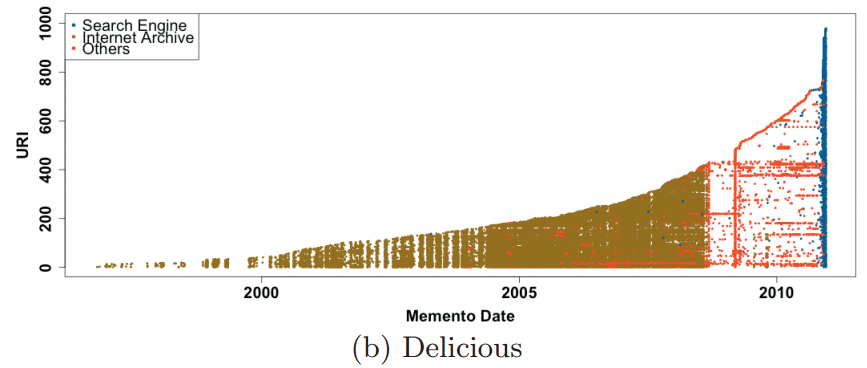 Search Engine
Internet Archive
Others
1000
800
600
400
200
0
URI
2000 2005 2010
Memento Date
(b) Delicious